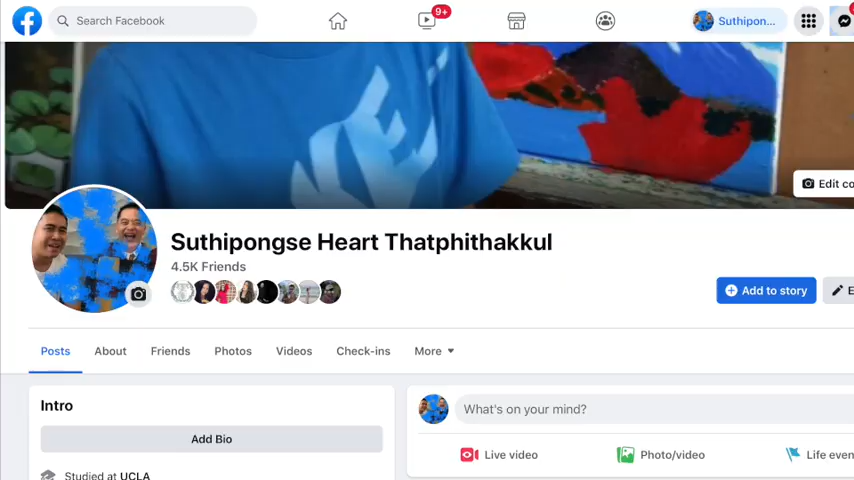 Search Facebook
9+
Suthipon...
Edit co
Suthipongse Heart Thatphithakkul
4.5K Friends
Add to story
E
Posts
About
Friends
Photos
Videos
Check-ins
More
Intro
Add Bio
Studied at UCLA
What's on your mind?
Live video
Photo/video
Life even